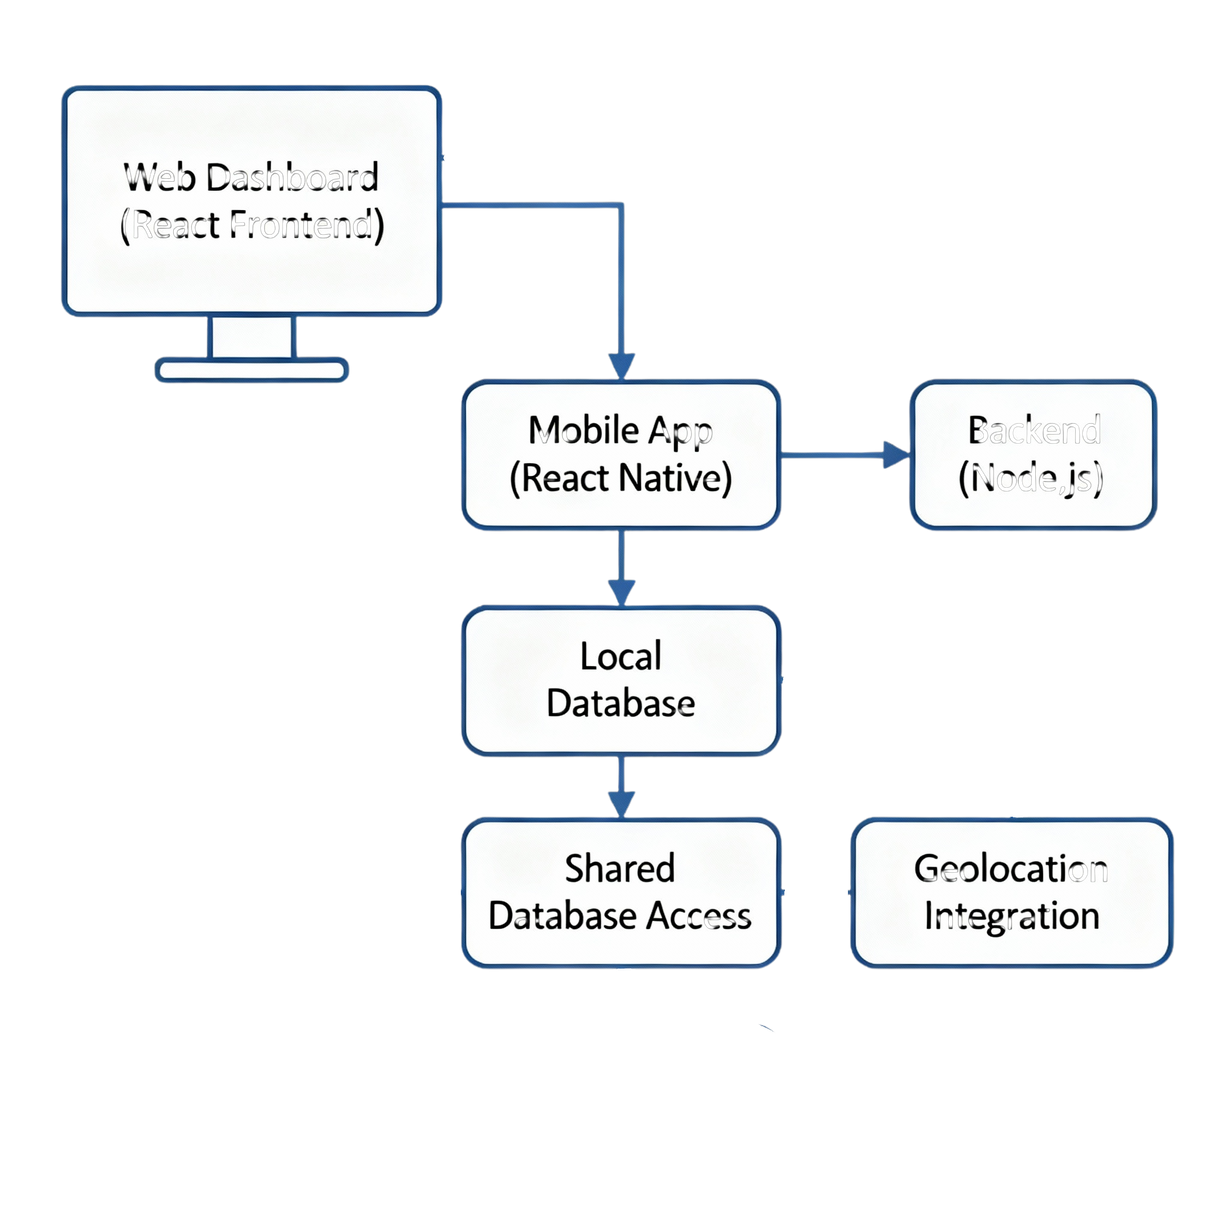 Web Dashboard
(React Frontend)
Mobile App
(React Native)
Backend
(Node.js)
Local
Database
Shared
Database Access
Geolocation
Integration